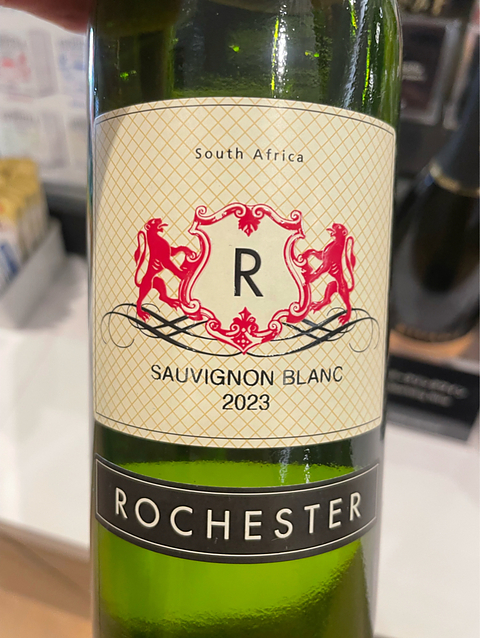 South Africa
R
SAUVIGNON BLANC
2023
ROCHESTER